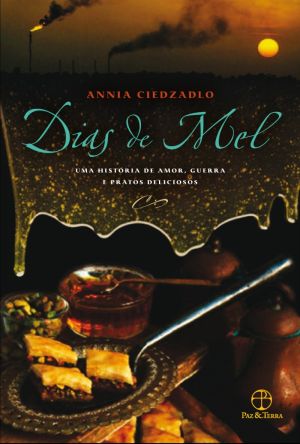 ANNIA CIEDZADLO
Dias de Mel
UMA HISTÓRIA DE AMOR, GUERRA
E PRATOS DELICIOSOS
PAZ & TERRA